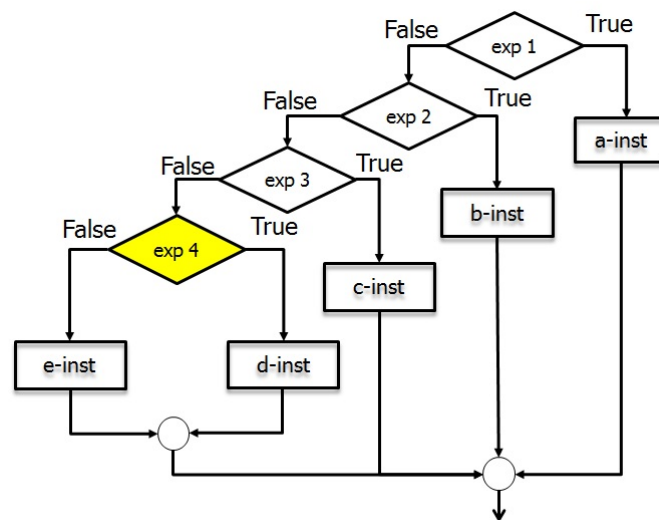 False
exp 1
True
False
exp 2
True
a-inst
False
exp 3
True
b-inst
False
exp 4
True
c-inst
e-inst
d-inst